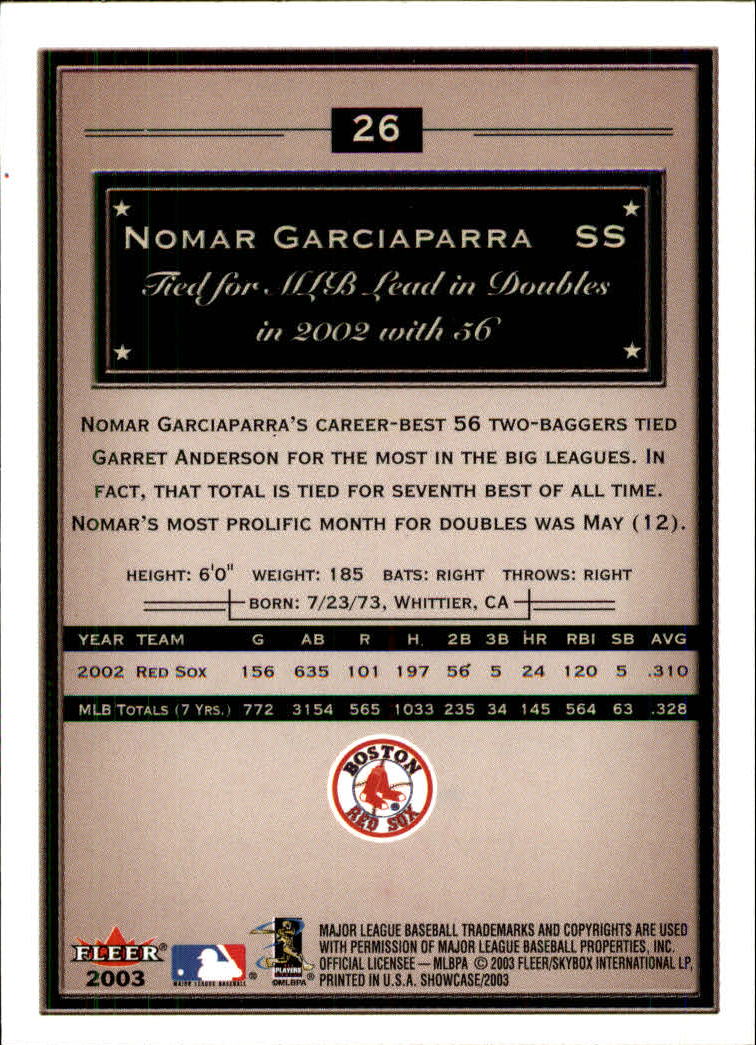 26
NOMAR GARCIAPARRA SS
Tied for MLB Lead in Doubles
in 2002 with 56
NOMAR GARCIAPARRA'S CAREER-BEST 56 TWO-BAGGERS TIED
GARRET ANDERSON FOR THE MOST IN THE BIG LEAGUES. IN
FACT, THAT TOTAL IS TIED FOR SEVENTH BEST OF ALL TIME.
NOMAR'S MOST PROLIFIC MONTH FOR DOUBLES WAS MAY (12).
HEIGHT: 6'0" WEIGHT: 185 BATS: RIGHT THROWS: RIGHT
BORN: 7/23/73, WHITTIER, CA
YEAR TEAM G AB R H 2B 3B HR RBI SB AVG
2002 RED SOX 156 635 101 197 56 5 24 120 5 .310
MLB TOTALS (7 YRS.) 772 3154 565 1033 235 34 145 564 63 .328
BOSTON
RED SOX
FLEER®
2003
MAJOR LEAGUE BASEBALL
®
PLAYERS
©MLBPA
®
MAJOR LEAGUE BASEBALL TRADEMARKS AND COPYRIGHTS ARE USED
WITH PERMISSION OF MAJOR LEAGUE BASEBALL PROPERTIES, INC.
OFFICIAL LICENSEE — MLBPA © 2003 FLEER/SKYBOX INTERNATIONAL LP,
PRINTED IN U.S.A. SHOWCASE/2003